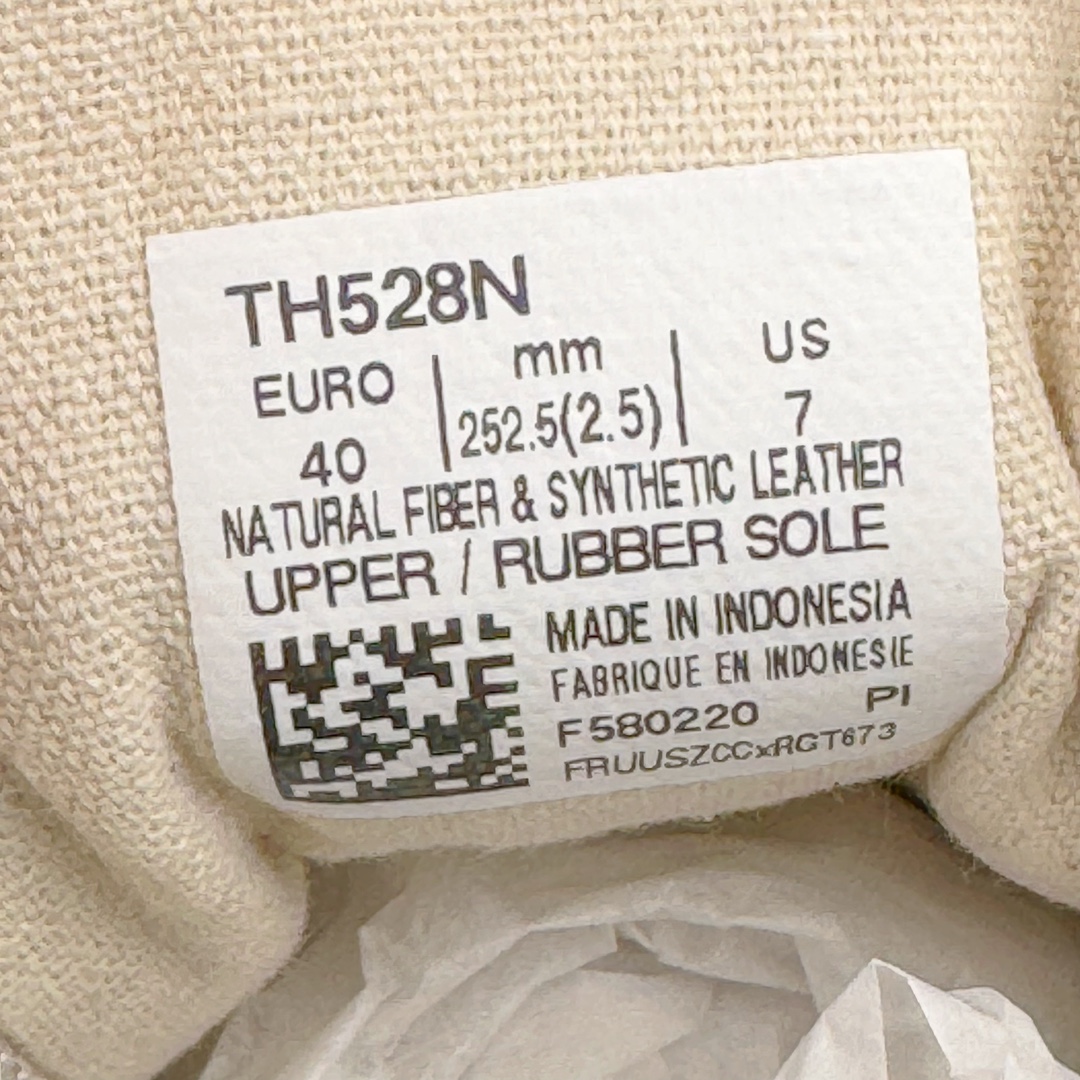 TH528N
EURO | mm | US
40 | 252.5(2.5) | 7
NATURAL FIBER & SYNTHETIC LEATHER
UPPER / RUBBER SOLE
MADE IN INDONESIA
FABRIQUE EN INDONESIE
F580220 PI
FRUUSZCCxRGT673